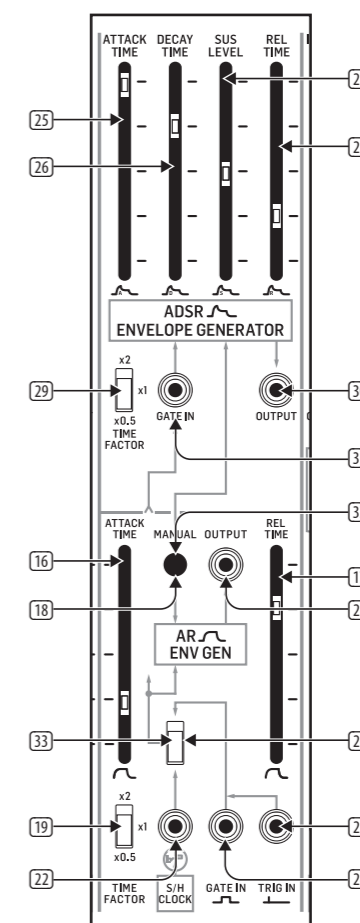 ATTACK TIME
DECAY TIME
SUS LEVEL
REL TIME
25
26
A
D
S
R
ADSR
ENVELOPE GENERATOR
29
x2
x1
x0.5
TIME FACTOR
GATE IN
OUTPUT
ATTACK TIME
MANUAL
OUTPUT
REL TIME
16
18
AR
ENV GEN
33
19
x2
x1
x0.5
22
TIME FACTOR
S/H CLOCK
GATE IN
TRIG IN